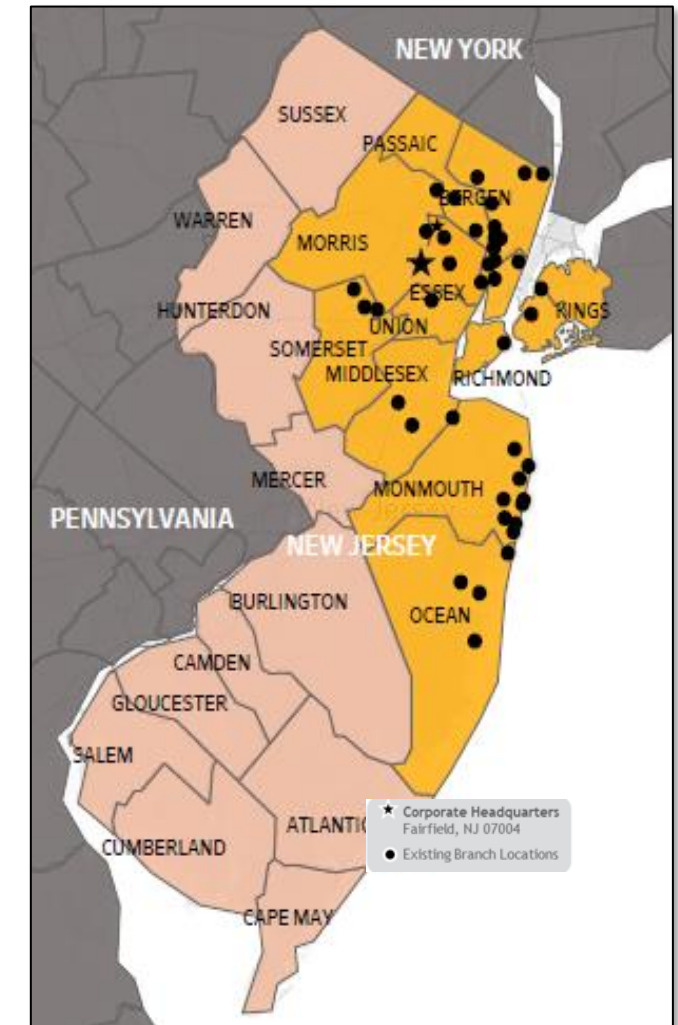 NEW YORK
SUSSEX
PASSAIC
BERGEN
WARREN
MORRIS
ESSEX
HUNTERDON
KINGS
UNION
SOMERSET
MIDDLESEX
RICHMOND
MERCER
MONMOUTH
PENNSYLVANIA
NEW JERSEY
BURLINGTON
OCEAN
CAMDEN
GLOUCESTER
SALEM
ATLANTIC
Corporate Headquarters
Fairfield, NJ 07004
CUMBERLAND
Existing Branch Locations
CAPE MAY